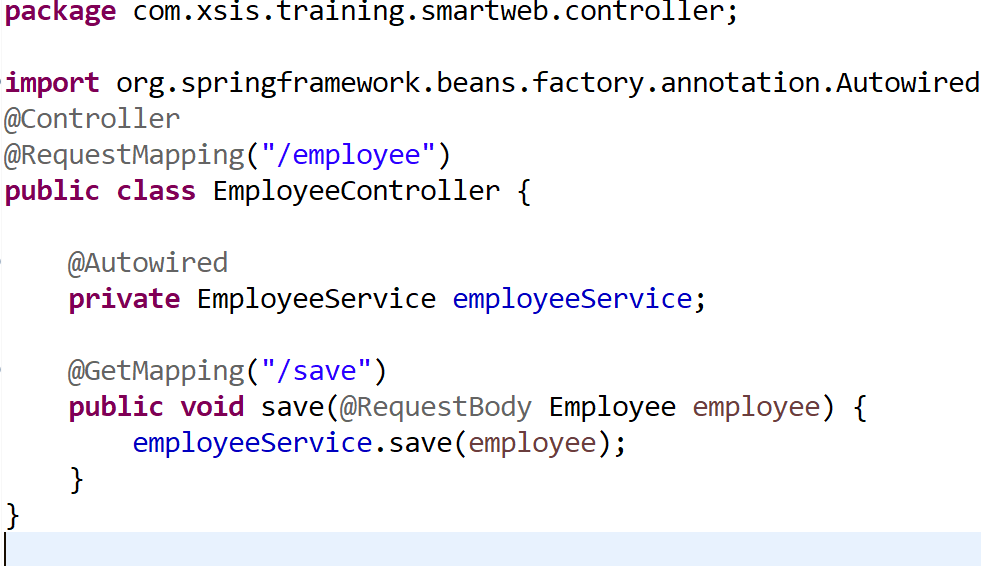 package com.xsis.training.smartweb.controller;
import org.springframework.beans.factory.annotation.Autowired
@Controller
@RequestMapping("/employee")
public class EmployeeController {
@Autowired
private EmployeeService employeeService;
@GetMapping("/save")
public void save(@RequestBody Employee employee) {
employeeService.save(employee);
}
}